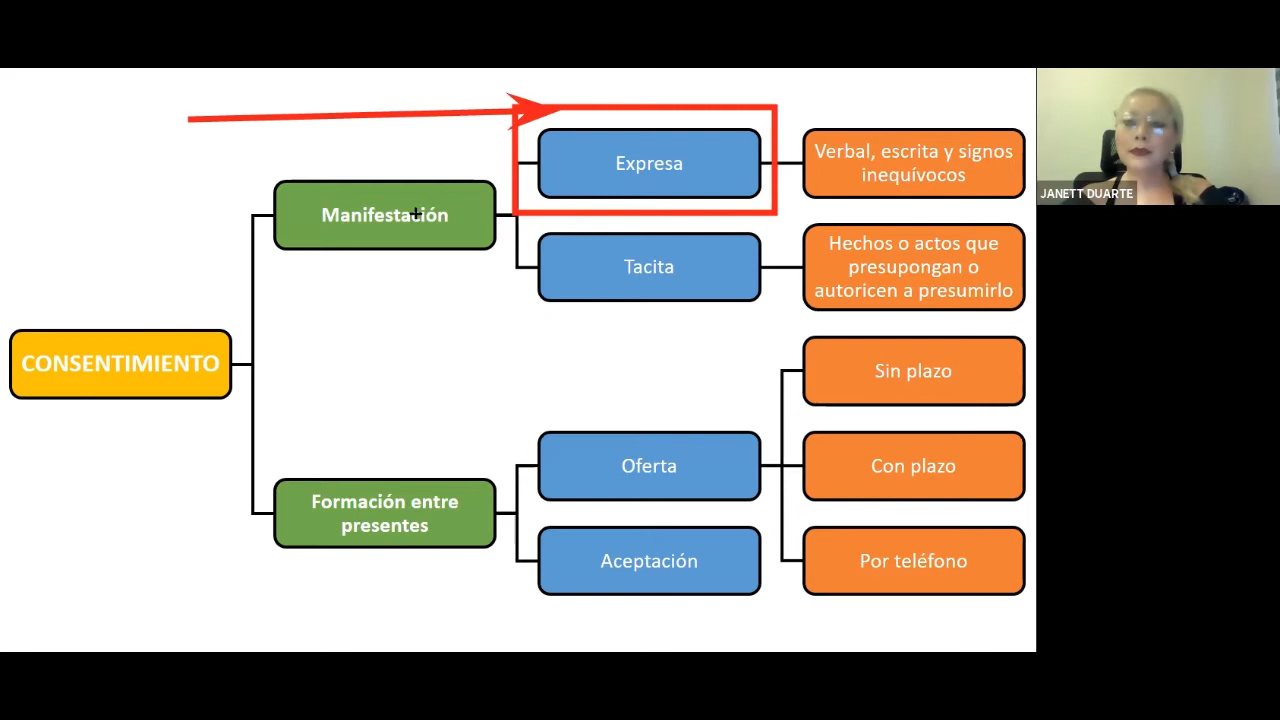 Expresa
Verbal, escrita y signos
inequívocos
Manifestación
Tacita
Hechos o actos que
presupongan o
autoricen a presumirlo
CONSENTIMIENTO
Sin plazo
Oferta
Con plazo
Formación entre
presentes
Aceptación
Por teléfono
JANETT DUARTE